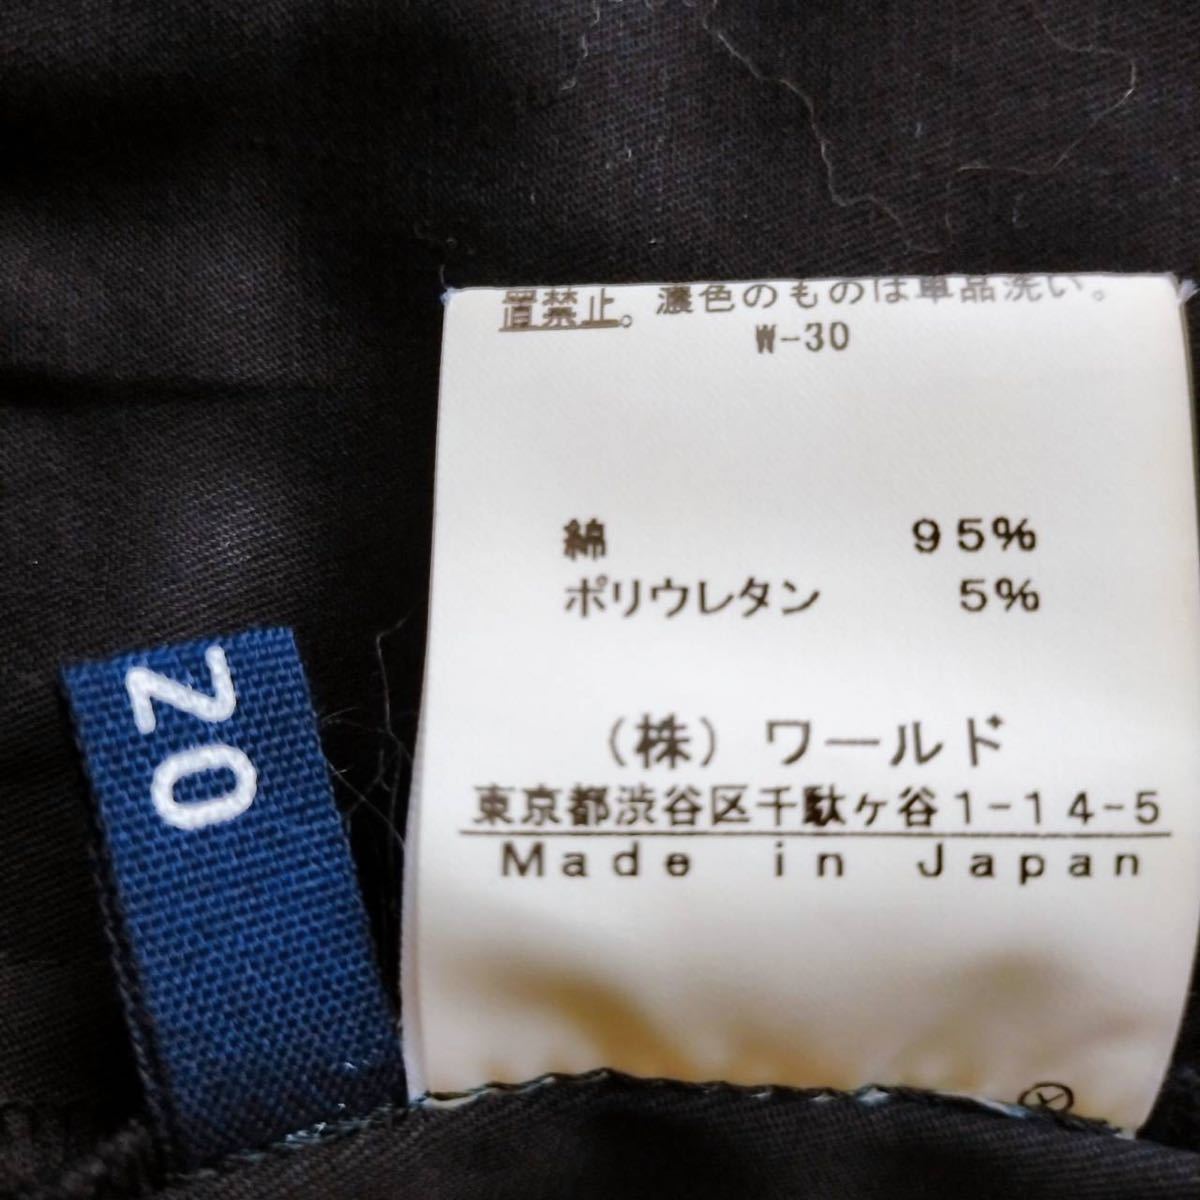 置禁止。濃色のものは単品洗い。
W-30
綿 95%
ポリウレタン 5%
(株)ワールド
東京都渋谷区千駄ヶ谷1-14-5
Made in Japan
NO